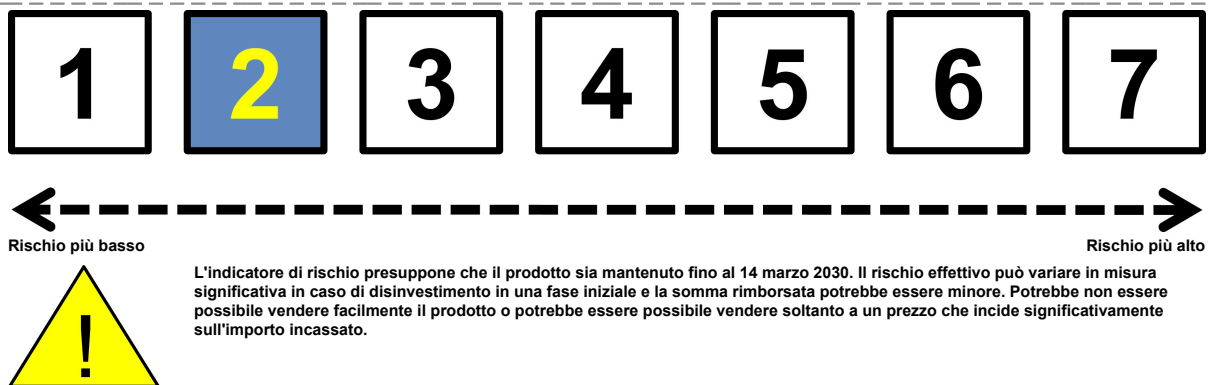 1 2 3 4 5 6 7
Rischio più basso Rischio più alto
L'indicatore di rischio presuppone che il prodotto sia mantenuto fino al 14 marzo 2030. Il rischio effettivo può variare in misura
significativa in caso di disinvestimento in una fase iniziale e la somma rimborsata potrebbe essere minore. Potrebbe non essere
possibile vendere facilmente il prodotto o potrebbe essere possibile vendere soltanto a un prezzo che incide significativamente
sull'importo incassato.
!